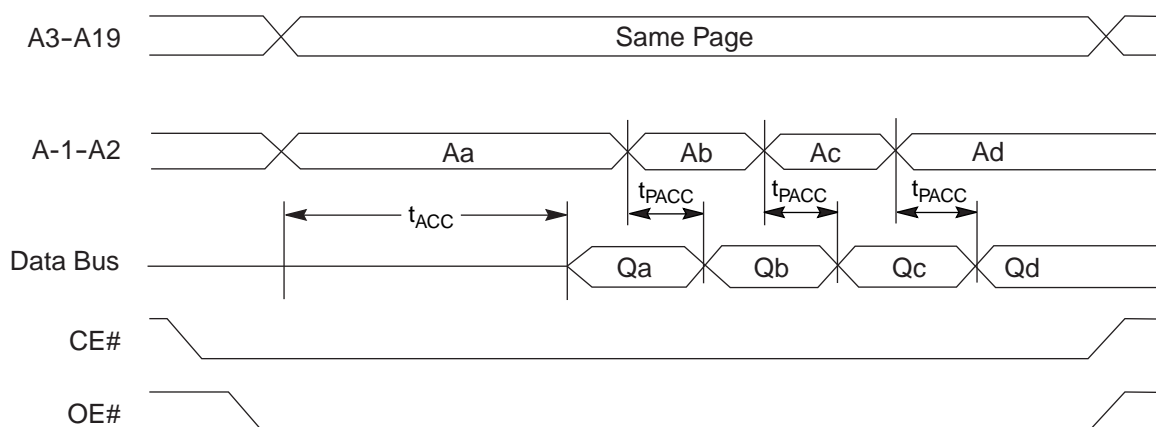 A3-A19
Same Page
A-1-A2
Aa
Ab
Ac
Ad
tACC
tPACC
tPACC
tPACC
Data Bus
Qa
Qb
Qc
Qd
CE#
OE#